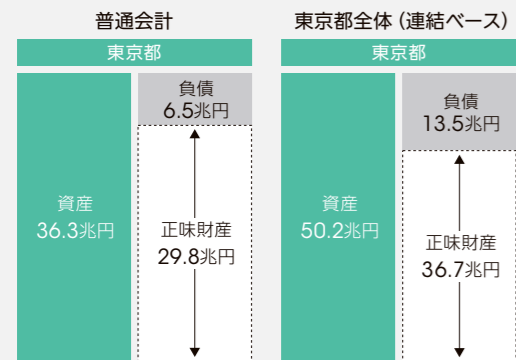 普通会計
東京都
負債
6.5兆円
資産
36.3兆円
正味財産
29.8兆円
東京都全体（連結ベース）
東京都
負債
13.5兆円
資産
50.2兆円
正味財産
36.7兆円